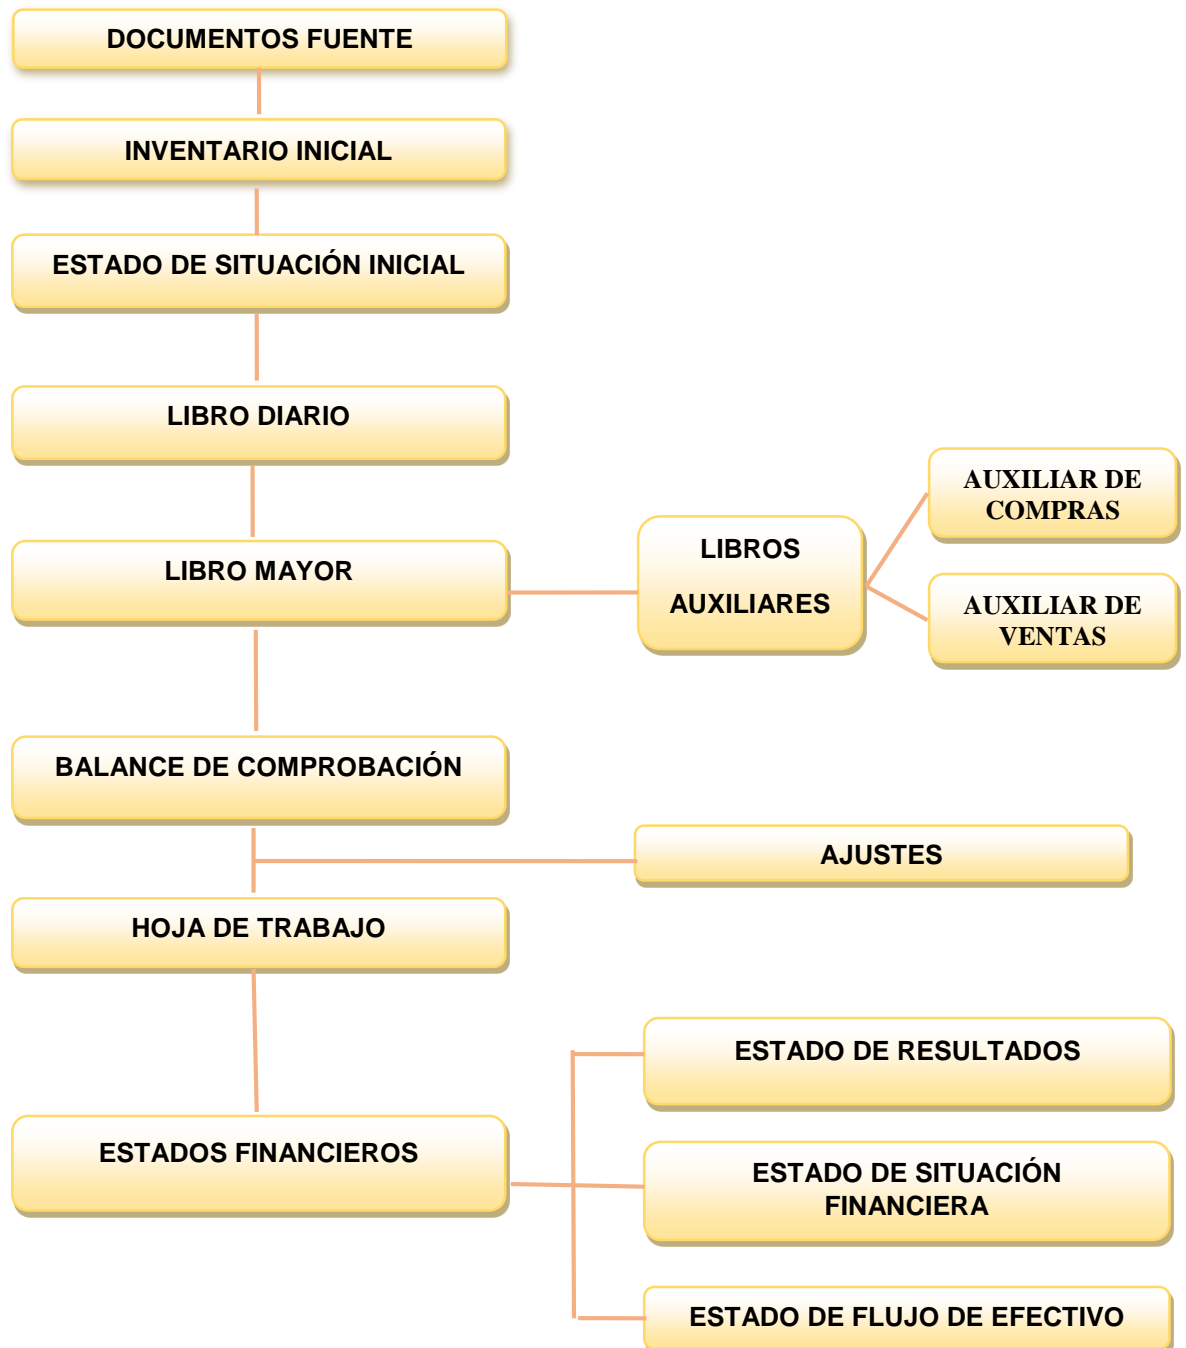 DOCUMENTOS FUENTE
INVENTARIO INICIAL
ESTADO DE SITUACIÓN INICIAL
LIBRO DIARIO
LIBRO MAYOR
LIBROS
AUXILIARES
AUXILIAR DE
COMPRAS
AUXILIAR DE
VENTAS
BALANCE DE COMPROBACIÓN
AJUSTES
HOJA DE TRABAJO
ESTADOS FINANCIEROS
ESTADO DE RESULTADOS
ESTADO DE SITUACIÓN
FINANCIERA
ESTADO DE FLUJO DE EFECTIVO